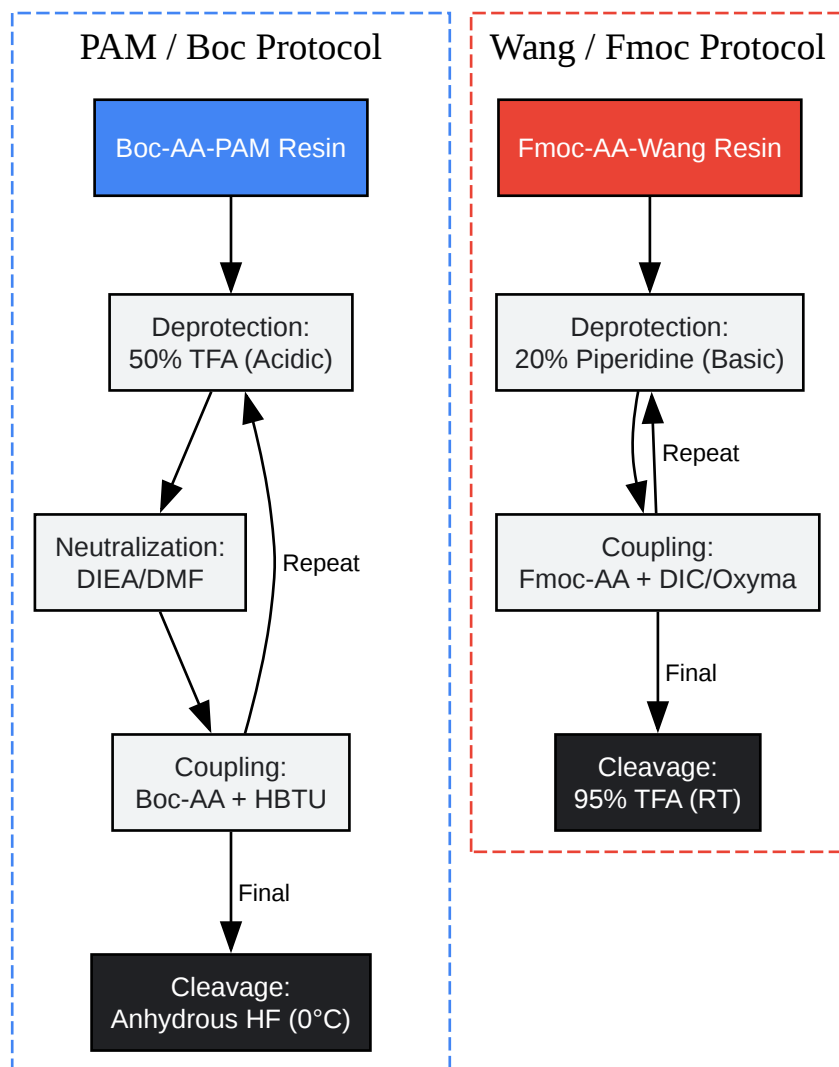 PAM / Boc Protocol
Boc-AA-PAM Resin
Deprotection:
50% TFA (Acidic)
Neutralization:
DIEA/DMF
Repeat
Coupling:
Boc-AA + HBTU
Final
Cleavage:
Anhydrous HF (0°C)
Wang / Fmoc Protocol
Fmoc-AA-Wang Resin
Deprotection:
20% Piperidine (Basic)
Repeat
Coupling:
Fmoc-AA + DIC/Oxyma
Final
Cleavage:
95% TFA (RT)